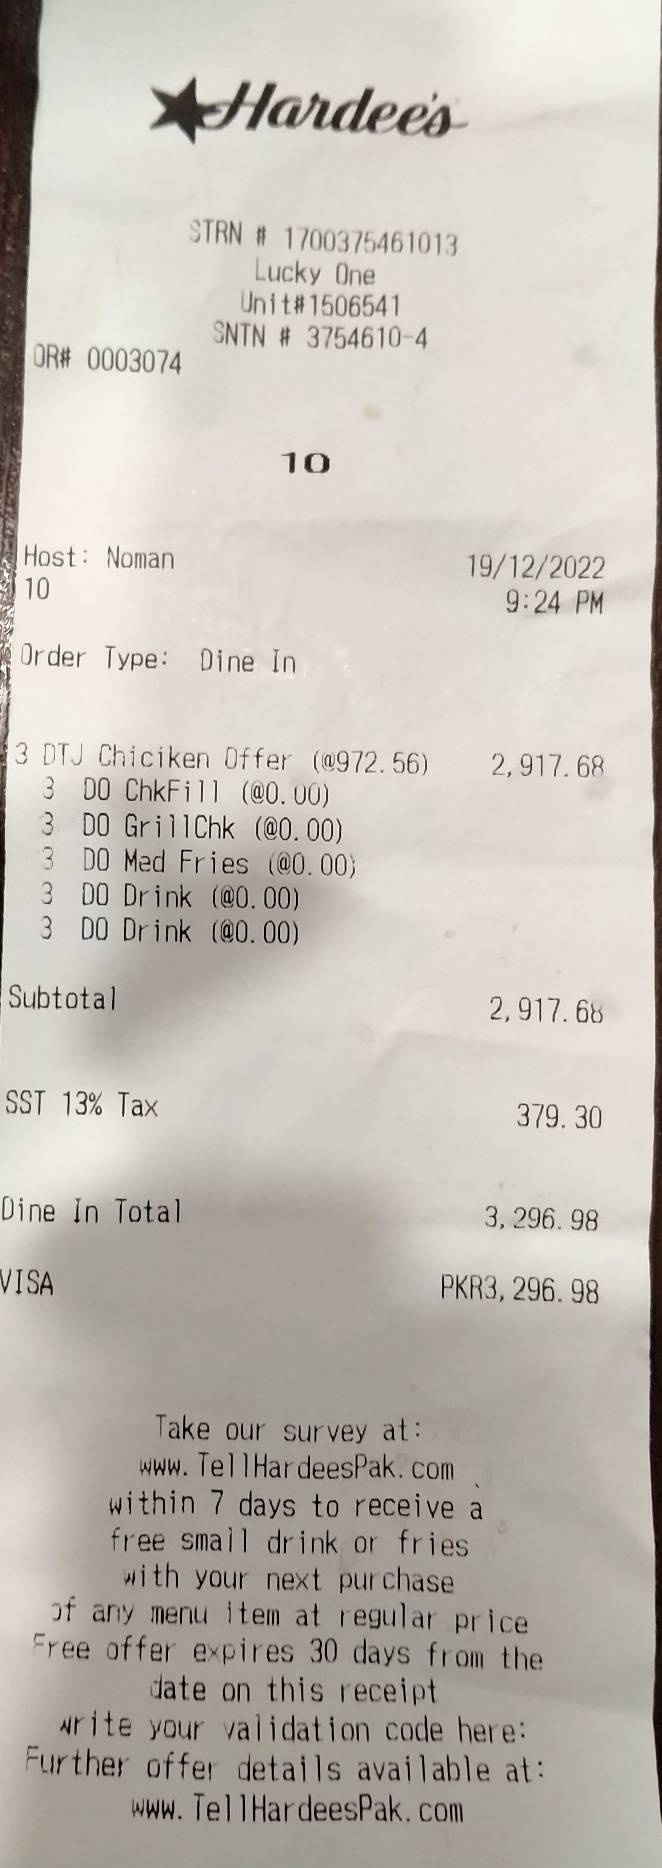 Hardee's
STRN # 1700375461013
Lucky One
Unit#1506541
SNTN # 3754610-4
OR# 0003074
10
Host: Noman 19/12/2022
10 9:24 PM
Order Type: Dine In
3 DTJ Chiciken Offer (@972.56) 2,917.68
3 DO ChkFill (@0.00)
3 DO GrillChk (@0.00)
3 DO Med Fries (@0.00)
3 DO Drink (@0.00)
3 DO Drink (@0.00)
Subtotal 2,917.68
SST 13% Tax 379.30
Dine In Total 3,296.98
VISA PKR3,296.98
Take our survey at:
www.TellHardeesPak.com
within 7 days to receive a
free small drink or fries
with your next purchase
of any menu item at regular price
Free offer expires 30 days from the
date on this receipt
write your validation code here:
Further offer details available at:
www.TellHardeesPak.com